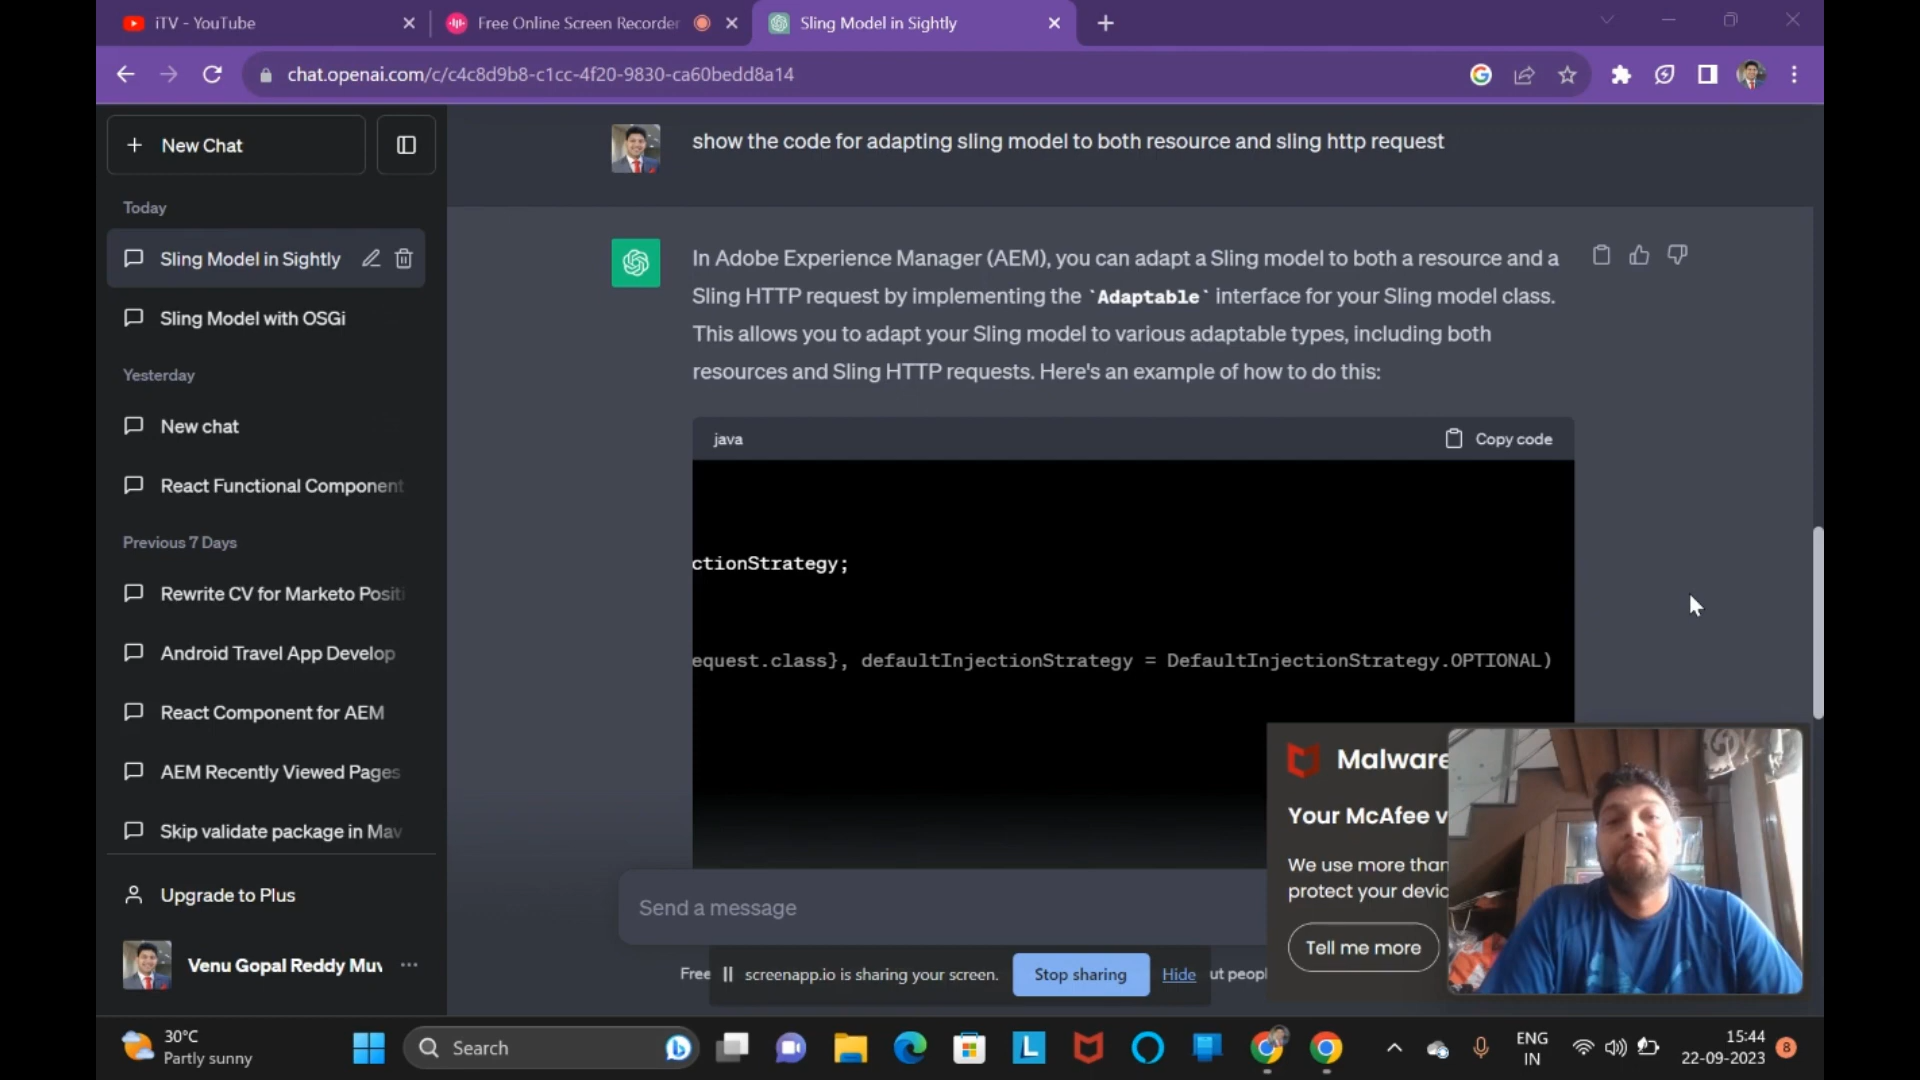 iTV - YouTube
Free Online Screen Recorder
Sling Model in Sightly
chat.openai.com/c/c4c8d9b8-c1cc-4f20-9830-ca60bedd8a14
New Chat
Today
Sling Model in Sightly
Sling Model with OSGi
Yesterday
New chat
React Functional Component
Previous 7 Days
Rewrite CV for Marketo Positi
Android Travel App Develop
React Component for AEM
AEM Recently Viewed Pages
Skip validate package in Mav
Upgrade to Plus
Venu Gopal Reddy Muv
show the code for adapting sling model to both resource and sling http request
In Adobe Experience Manager (AEM), you can adapt a Sling model to both a resource and a
Sling HTTP request by implementing the `Adaptable` interface for your Sling model class.
This allows you to adapt your Sling model to various adaptable types, including both
resources and Sling HTTP requests. Here's an example of how to do this:
java
Copy code
ctionStrategy;
equest.class}, defaultInjectionStrategy = DefaultInjectionStrategy.OPTIONAL)
Malware
Your McAfee v
We use more than
protect your devic
Tell me more
Send a message
Free
screenapp.io is sharing your screen.
Stop sharing
Hide
ut peopl
30°C
Partly sunny
Search
L
ENG
IN
15:44
22-09-2023
8